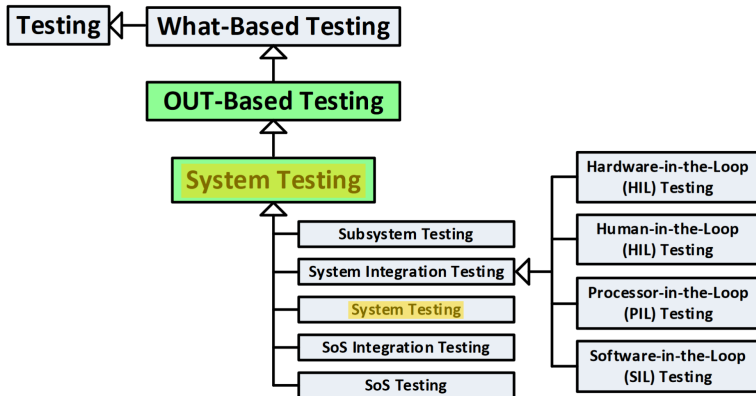 Testing
What-Based Testing
OUT-Based Testing
System Testing
Subsystem Testing
System Integration Testing
System Testing
SoS Integration Testing
SoS Testing
Hardware-in-the-Loop
(HIL) Testing
Human-in-the-Loop
(HIL) Testing
Processor-in-the-Loop
(PIL) Testing
Software-in-the-Loop
(SIL) Testing